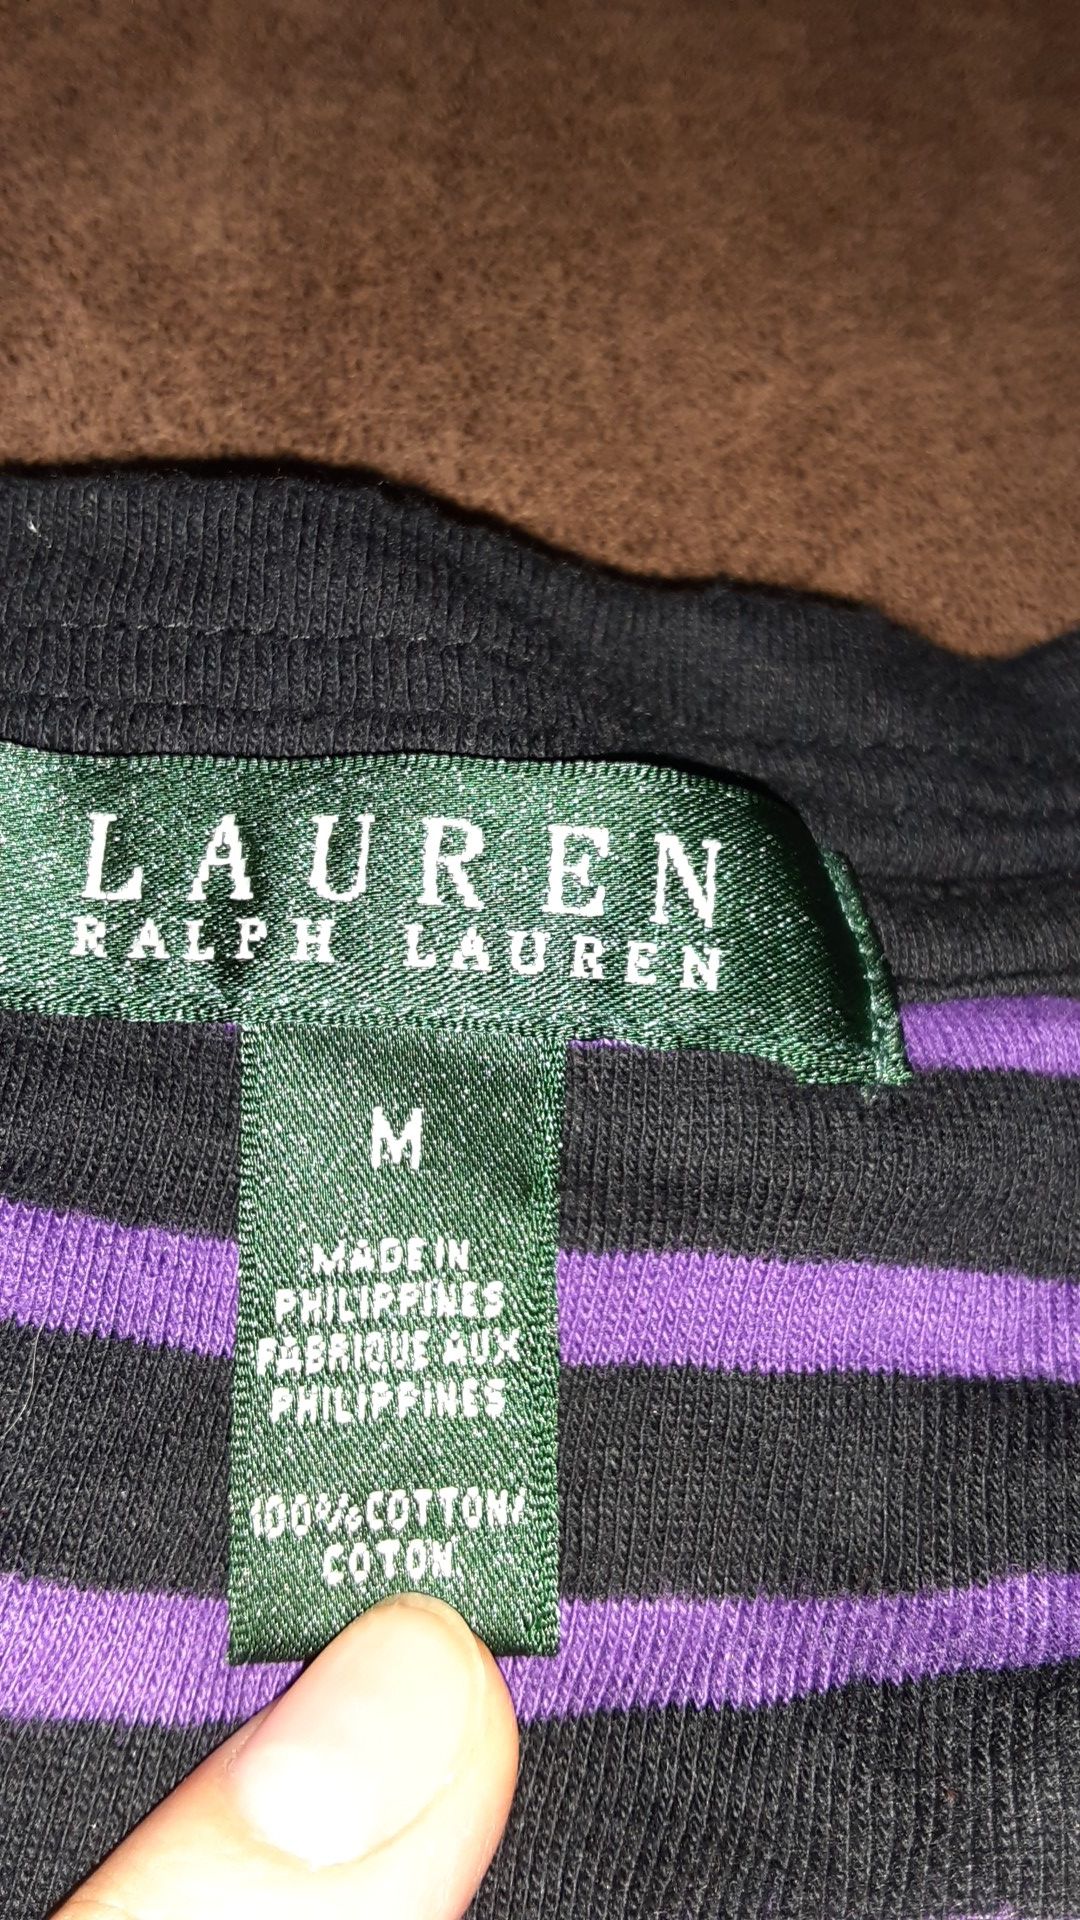 LAUREN
RALPH LAUREN
M
MADE IN
PHILIPPINES
FABRIQUE AUX
PHILIPPINES
100% COTTON/
COTON